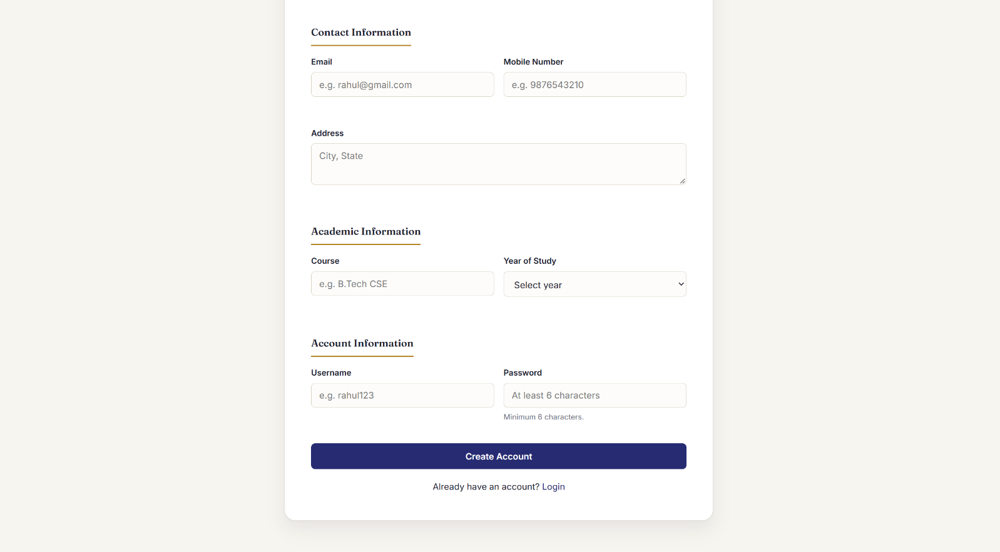 Contact Information
Email
Mobile Number
e.g. rahul@gmail.com
e.g. 9876543210
Address
City, State
Academic Information
Course
Year of Study
e.g. B.Tech CSE
Select year
Account Information
Username
Password
e.g. rahul123
At least 6 characters
Minimum 6 characters.
Create Account
Already have an account? Login